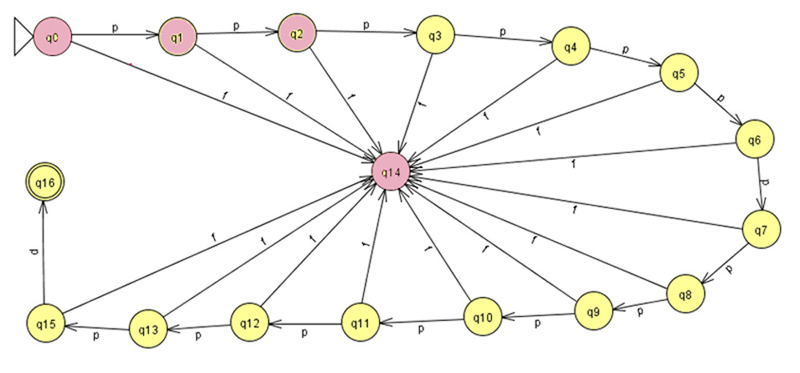 q0 p q1 p q2 p q3 p q4 p q5
p
q6
f f f f f f f
q14
p
q16
f f f f f f f f
q7
p
p
q8
q15 p q13 p q12 p q11 p q10 p q9 p